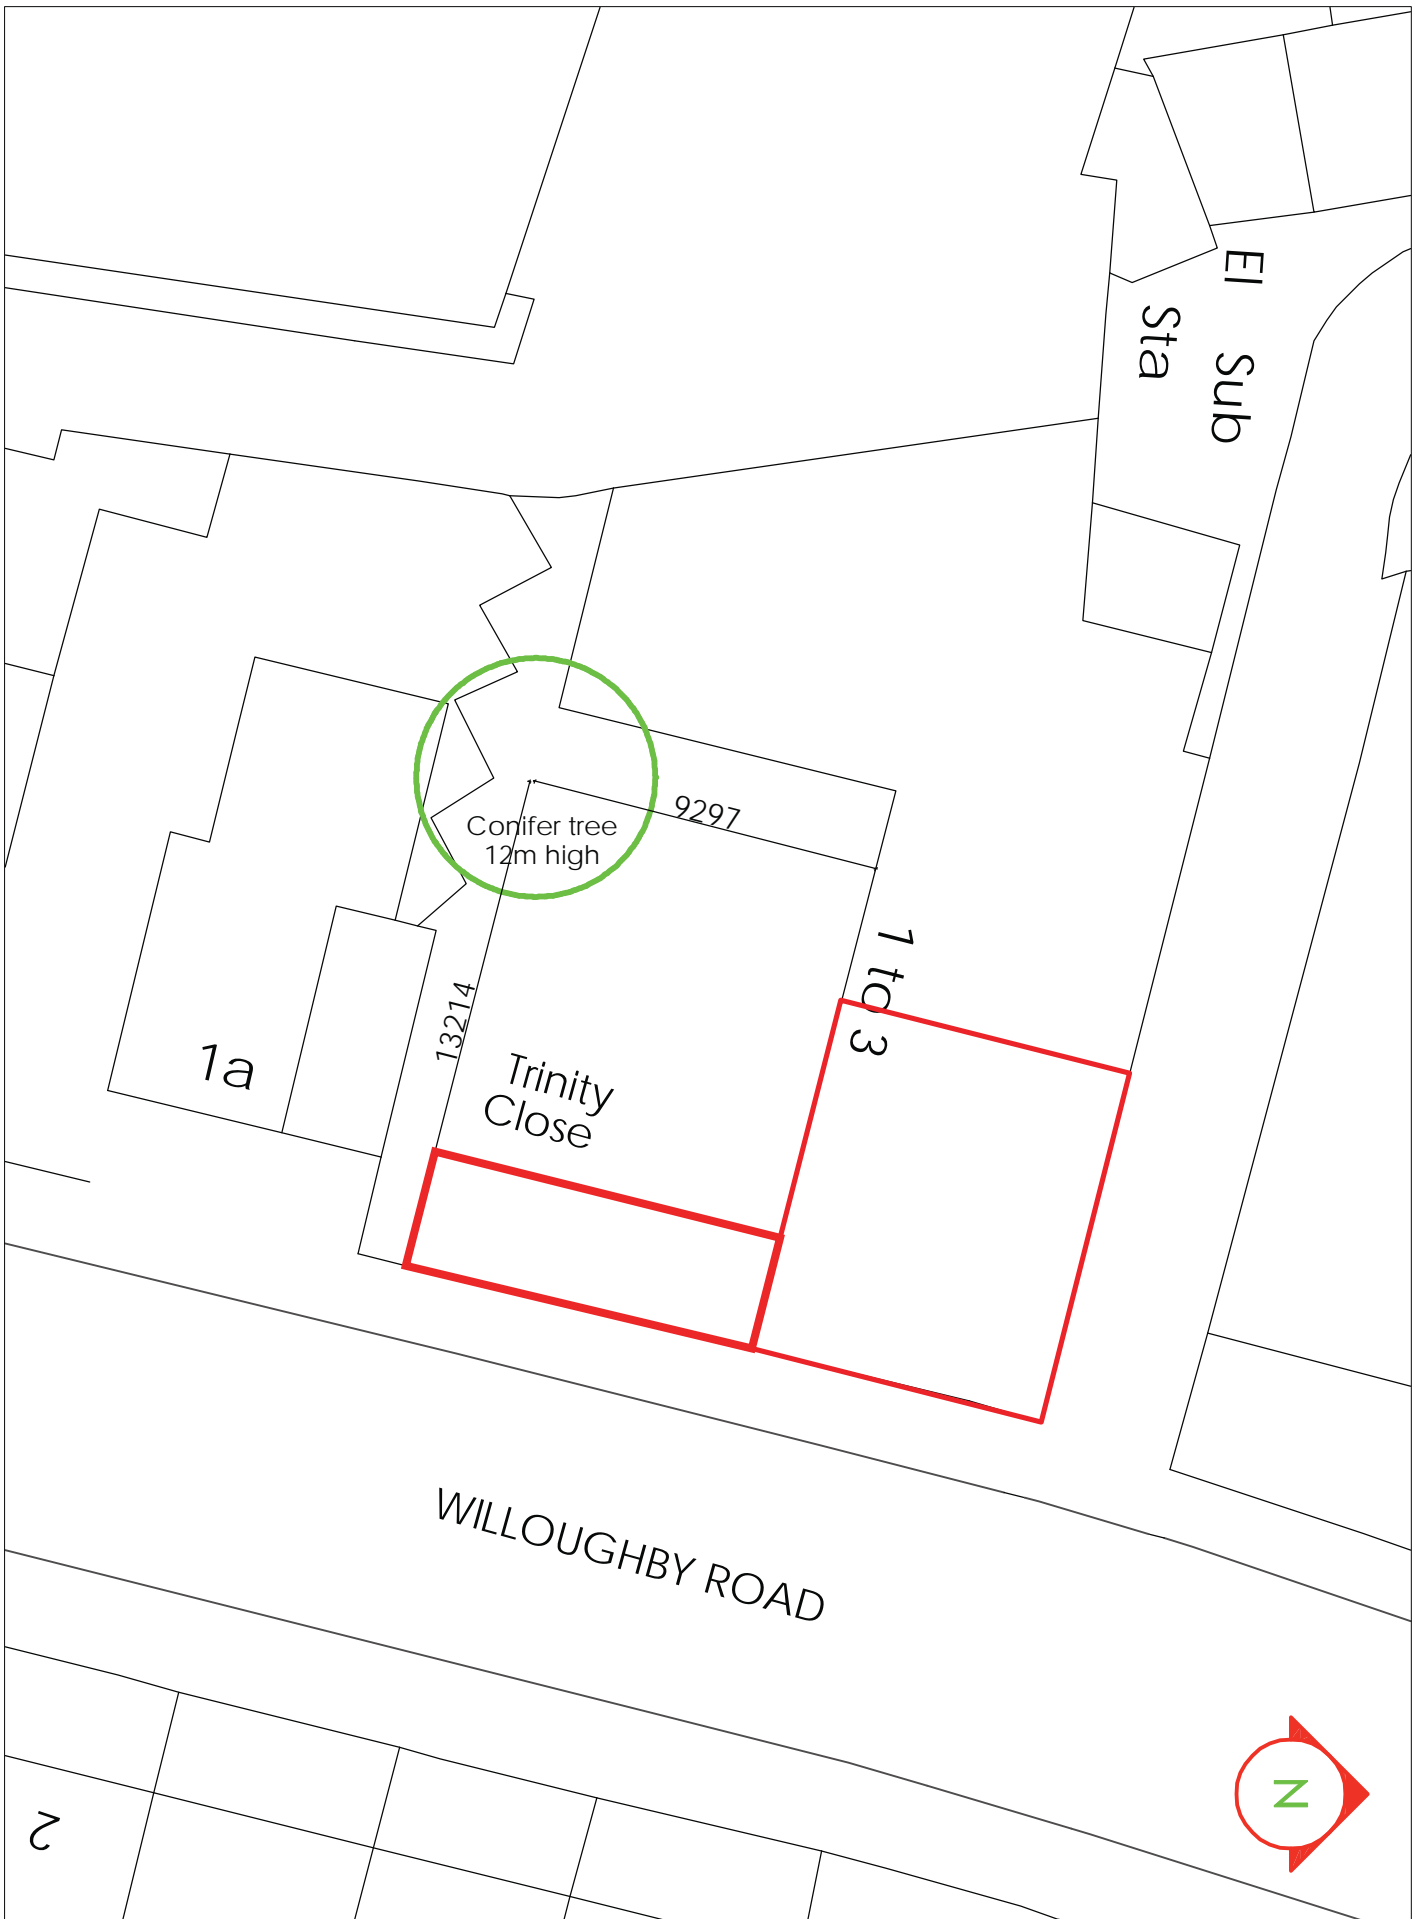 El
Sub
Sta
9297
Conifer tree
12m high
1 to 3
13214
1a
Trinity
Close
WILLOUGHBY ROAD
N
2